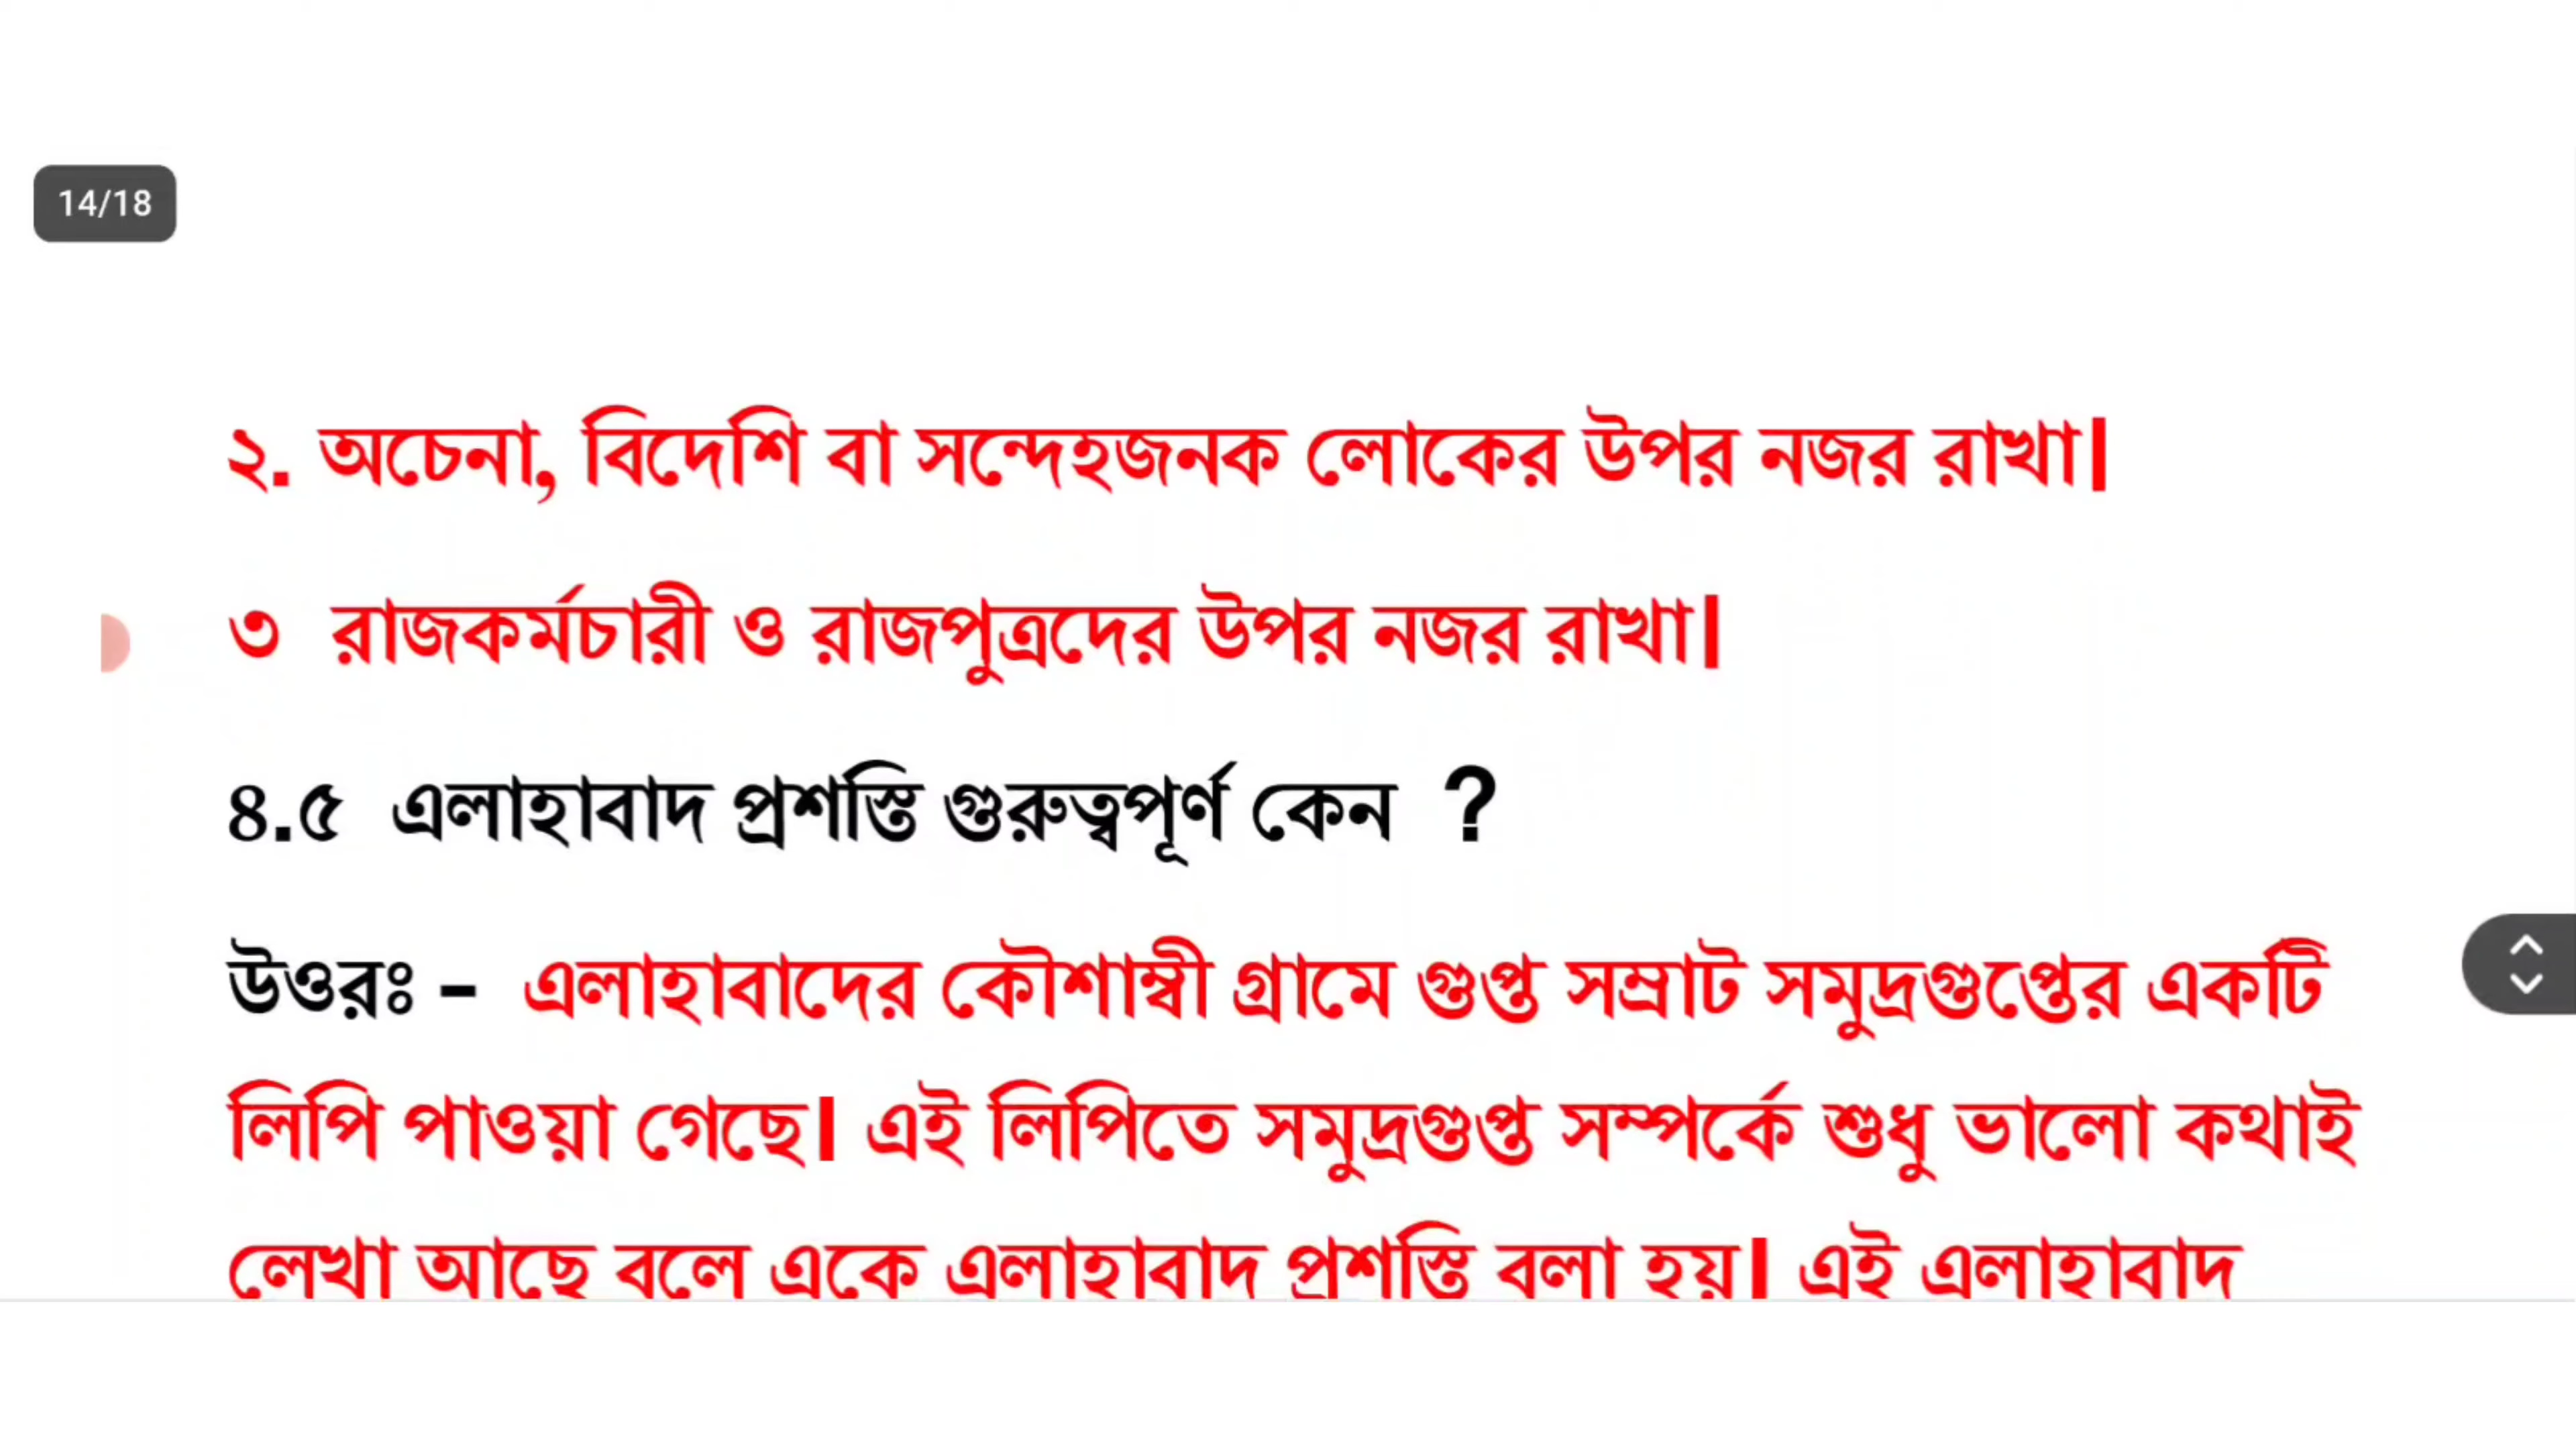 14/18
২. অচেনা, বিদেশি বা সন্দেহজনক লোকের উপর নজর রাখা।
৩ রাজকর্মচারী ও রাজপুত্রদের উপর নজর রাখা।
৪.৫ এলাহাবাদ প্রশস্তি গুরুত্বপূর্ণ কেন ?
উওরঃ - এলাহাবাদের কৌশাম্বী গ্রামে গুপ্ত সম্রাট সমুদ্রগুপ্তের একটি
লিপি পাওয়া গেছে। এই লিপিতে সমুদ্রগুপ্ত সম্পর্কে শুধু ভালো কথাই
লেখা আছে বলে একে এলাহাবাদ প্রশস্তি বলা হয়। এই এলাহাবাদ